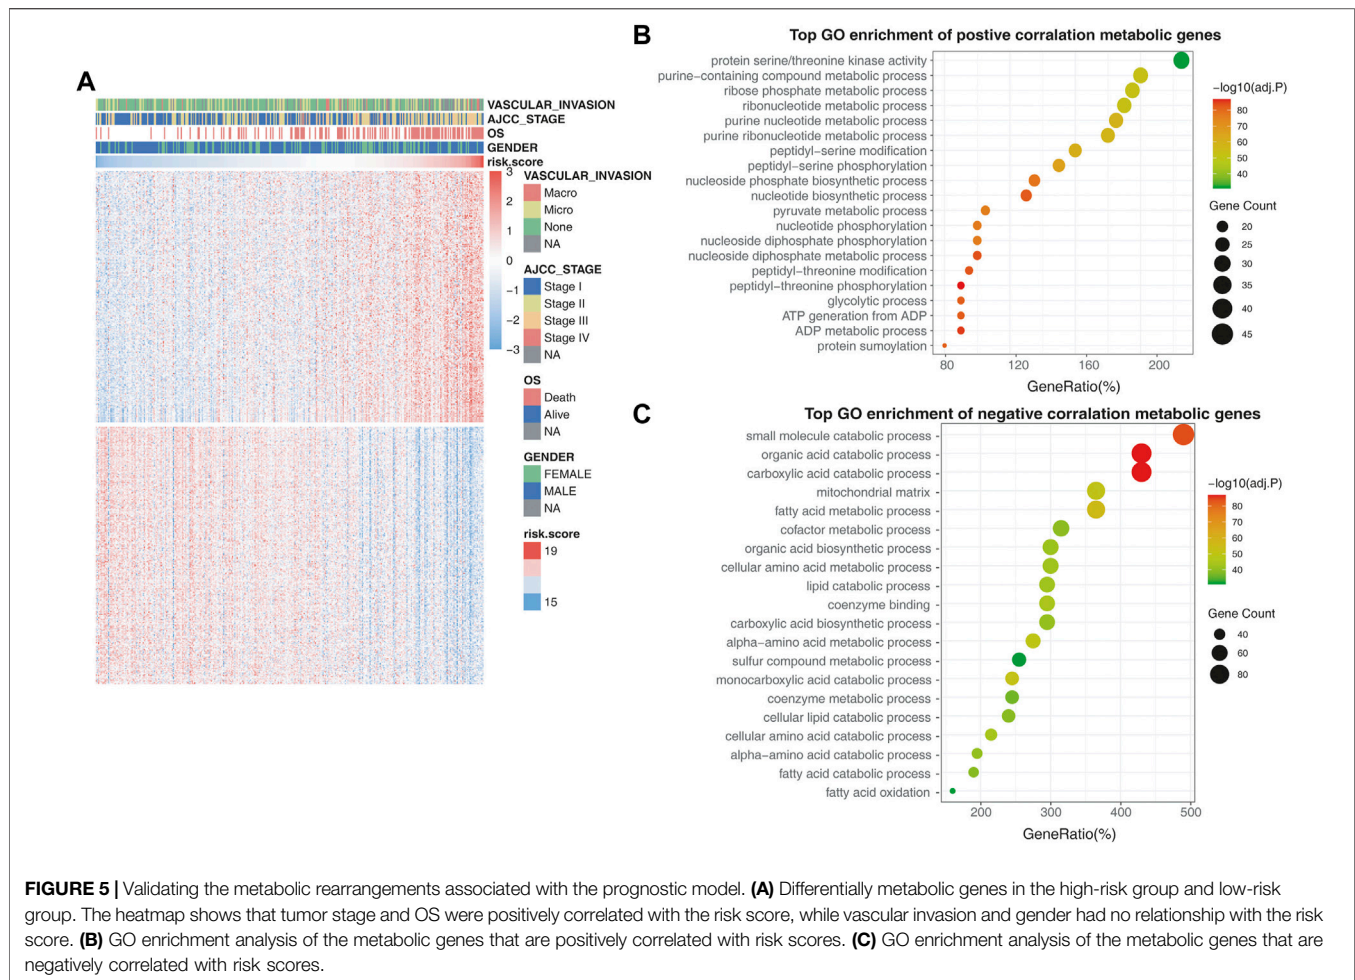 A
VASCULAR_INVASION
AJCC_STAGE
OS
GENDER
risk.score
3
2
1
0
−1
−2
−3
VASCULAR_INVASION
Macro
Micro
None
NA
AJCC_STAGE
Stage I
Stage II
Stage III
Stage IV
NA
OS
Death
Alive
NA
GENDER
FEMALE
MALE
NA
risk.score
19
15
B
Top GO enrichment of postive corralation metabolic genes
protein serine/threonine kinase activity
purine−containing compound metabolic process
ribose phosphate metabolic process
ribonucleotide metabolic process
purine nucleotide metabolic process
purine ribonucleotide metabolic process
peptidyl−serine modification
peptidyl−serine phosphorylation
nucleoside phosphate biosynthetic process
nucleotide biosynthetic process
pyruvate metabolic process
nucleotide phosphorylation
nucleoside diphosphate phosphorylation
nucleoside diphosphate metabolic process
peptidyl−threonine modification
peptidyl−threonine phosphorylation
glycolytic process
ATP generation from ADP
ADP metabolic process
protein sumoylation
80 120 160 200
GeneRatio(%)
−log10(adj.P)
80
70
60
50
40
Gene Count
20
25
30
35
40
45
C
Top GO enrichment of negative corralation metabolic genes
small molecule catabolic process
organic acid catabolic process
carboxylic acid catabolic process
mitochondrial matrix
fatty acid metabolic process
cofactor metabolic process
organic acid biosynthetic process
cellular amino acid metabolic process
lipid catabolic process
coenzyme binding
carboxylic acid biosynthetic process
alpha−amino acid metabolic process
sulfur compound metabolic process
monocarboxylic acid catabolic process
coenzyme metabolic process
cellular lipid catabolic process
cellular amino acid catabolic process
alpha−amino acid catabolic process
fatty acid catabolic process
fatty acid oxidation
200 300 400 500
GeneRatio(%)
−log10(adj.P)
80
70
60
50
40
Gene Count
40
60
80
FIGURE 5 | Validating the metabolic rearrangements associated with the prognostic model. (A) Differentially metabolic genes in the high-risk group and low-risk
group. The heatmap shows that tumor stage and OS were positively correlated with the risk score, while vascular invasion and gender had no relationship with the risk
score. (B) GO enrichment analysis of the metabolic genes that are positively correlated with risk scores. (C) GO enrichment analysis of the metabolic genes that are
negatively correlated with risk scores.